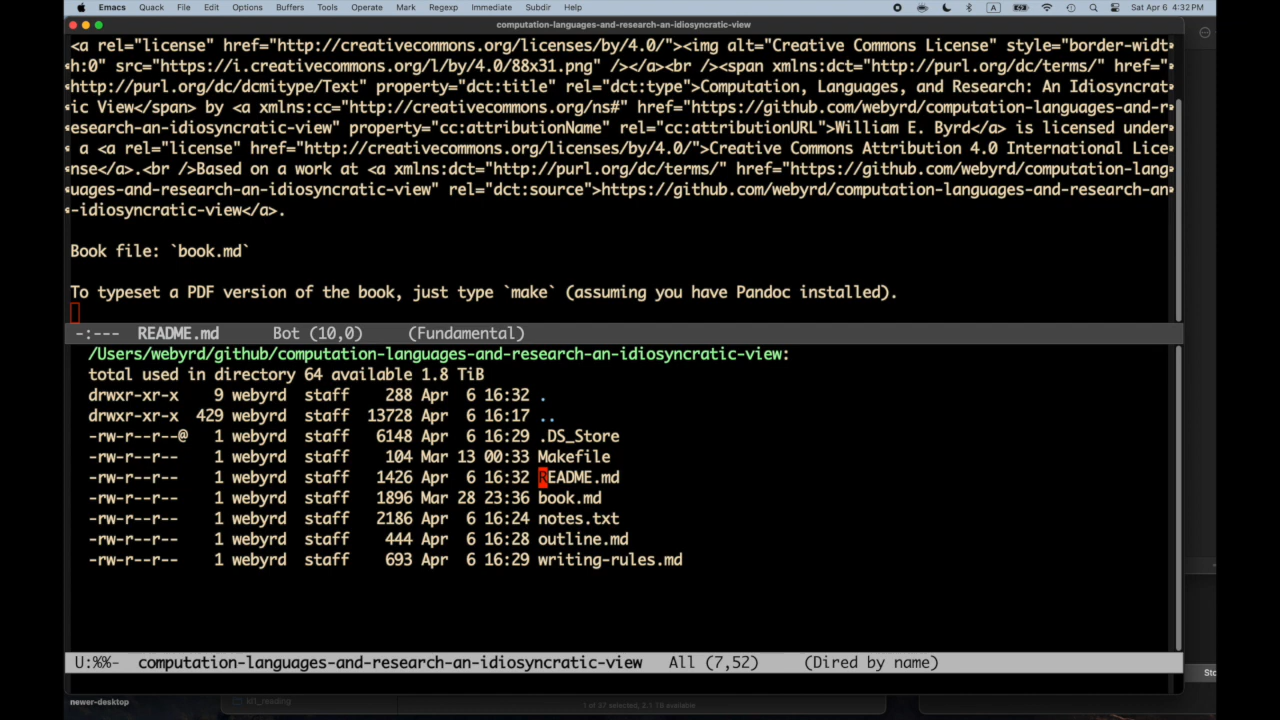 Emacs Quack File Edit Options Buffers Tools Operate Mark Regexp Immediate Subdir Help A Sat Apr 6 4:32 PM
computation-languages-and-research-an-idiosyncratic-view
<a rel="license" href="http://creativecommons.org/licenses/by/4.0/"><img alt="Creative Commons License" style="border-widt
h:0" src="https://i.creativecommons.org/l/by/4.0/88x31.png" /></a><br /><span xmlns:dct="http://purl.org/dc/terms/" href="
http://purl.org/dc/dcmitype/Text" property="dct:title" rel="dct:type">Computation, Languages, and Research: An Idiosyncrat
ic View</span> by <a xmlns:cc="http://creativecommons.org/ns#" href="https://github.com/webyrd/computation-languages-and-r
esearch-an-idiosyncratic-view" property="cc:attributionName" rel="cc:attributionURL">William E. Byrd</a> is licensed under
a <a rel="license" href="http://creativecommons.org/licenses/by/4.0/">Creative Commons Attribution 4.0 International Lice
nse</a>.<br />Based on a work at <a xmlns:dct="http://purl.org/dc/terms/" href="https://github.com/webyrd/computation-lang
uages-and-research-an-idiosyncratic-view" rel="dct:source">https://github.com/webyrd/computation-languages-and-research-an
-idiosyncratic-view</a>.
Book file: `book.md`
To typeset a PDF version of the book, just type `make` (assuming you have Pandoc installed).
-:--- README.md Bot (10,0) (Fundamental)
/Users/webyrd/github/computation-languages-and-research-an-idiosyncratic-view:
total used in directory 64 available 1.8 TiB
drwxr-xr-x 9 webyrd staff 288 Apr 6 16:32 .
drwxr-xr-x 429 webyrd staff 13728 Apr 6 16:17 ..
-rw-r--r--@ 1 webyrd staff 6148 Apr 6 16:29 .DS_Store
-rw-r--r-- 1 webyrd staff 104 Mar 13 00:33 Makefile
-rw-r--r-- 1 webyrd staff 1426 Apr 6 16:32 README.md
-rw-r--r-- 1 webyrd staff 1896 Mar 28 23:36 book.md
-rw-r--r-- 1 webyrd staff 2186 Apr 6 16:24 notes.txt
-rw-r--r-- 1 webyrd staff 444 Apr 6 16:28 outline.md
-rw-r--r-- 1 webyrd staff 693 Apr 6 16:29 writing-rules.md
U:%%- computation-languages-and-research-an-idiosyncratic-view All (7,52) (Dired by name)
Sto
newer-desktop
1 of 37 selected, 2.1 TB available